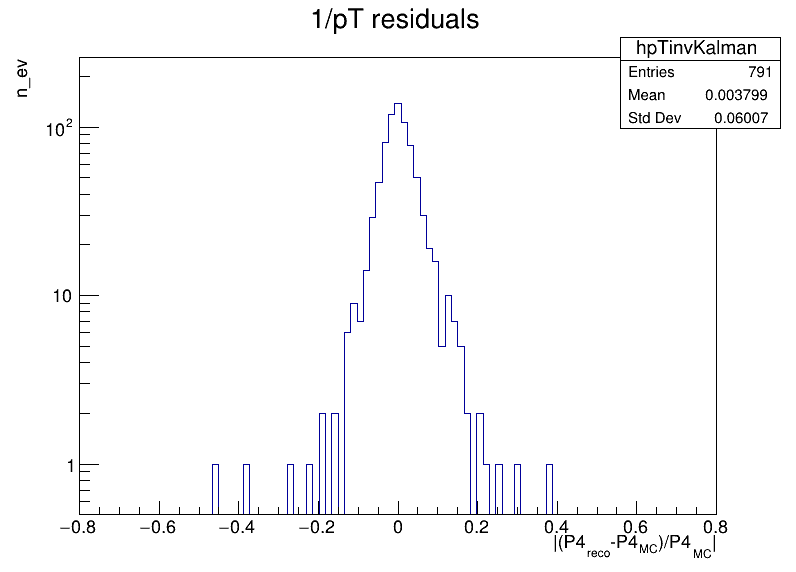 1/pT residuals
hpTinvKalman
Entries 791
Mean 0.003799
Std Dev 0.06007
n_ev
10²
10
1
−0.8 −0.6 −0.4 −0.2 0 0.2 0.4 0.6 0.8
|(P4reco-P4MC)/P4MC|